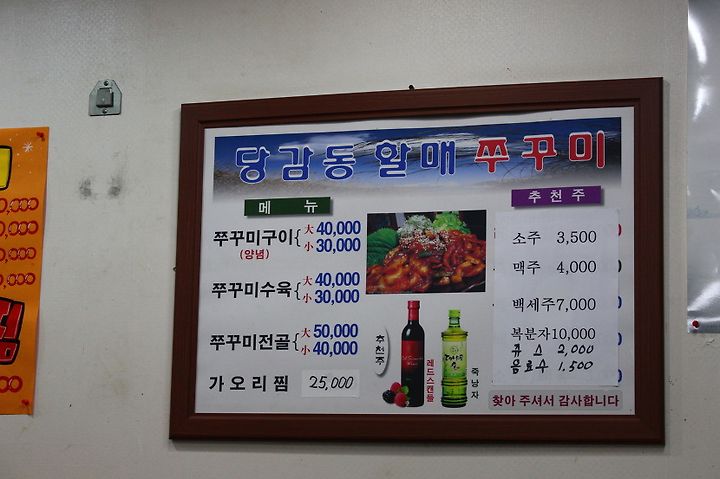 당감동 할매 쭈꾸미
메 뉴
쭈꾸미구이{大 40,000
(양념) 小 30,000
쭈꾸미수육{大 40,000
小 30,000
쭈꾸미전골{大 50,000
小 40,000
가오리찜 25,000
추천주
레드스캔들
죽낭자
추천주
소주 3,500
맥주 4,000
백세주 7,000
복분자 10,000
쥬스 2,000
음료수 1,500
찾아 주셔서 감사합니다